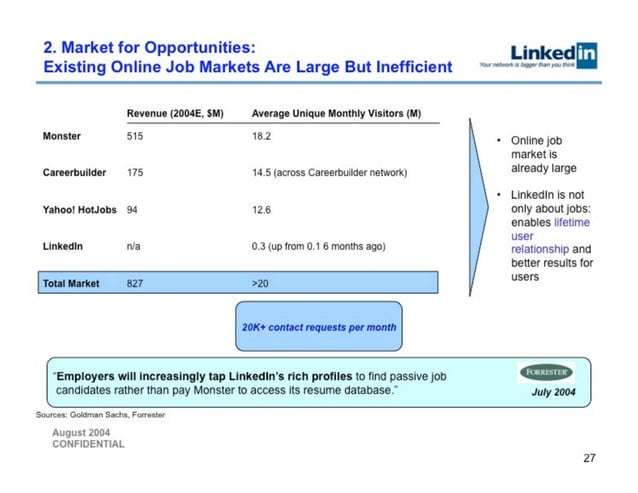 2. Market for Opportunities:
Existing Online Job Markets Are Large But Inefficient
Linkedin
Your network is bigger than you think
Revenue (2004E, $M) Average Unique Monthly Visitors (M)
Monster 515 18.2
Careerbuilder 175 14.5 (across Careerbuilder network)
Yahoo! HotJobs 94 12.6
LinkedIn n/a 0.3 (up from 0.1 6 months ago)
Total Market 827 >20
• Online job
market is
already large
• LinkedIn is not
only about jobs:
enables lifetime
user
relationship and
better results for
users
20K+ contact requests per month
"Employers will increasingly tap LinkedIn's rich profiles to find passive job
candidates rather than pay Monster to access its resume database."
FORRESTER
July 2004
Sources: Goldman Sachs, Forrester
August 2004
CONFIDENTIAL
27